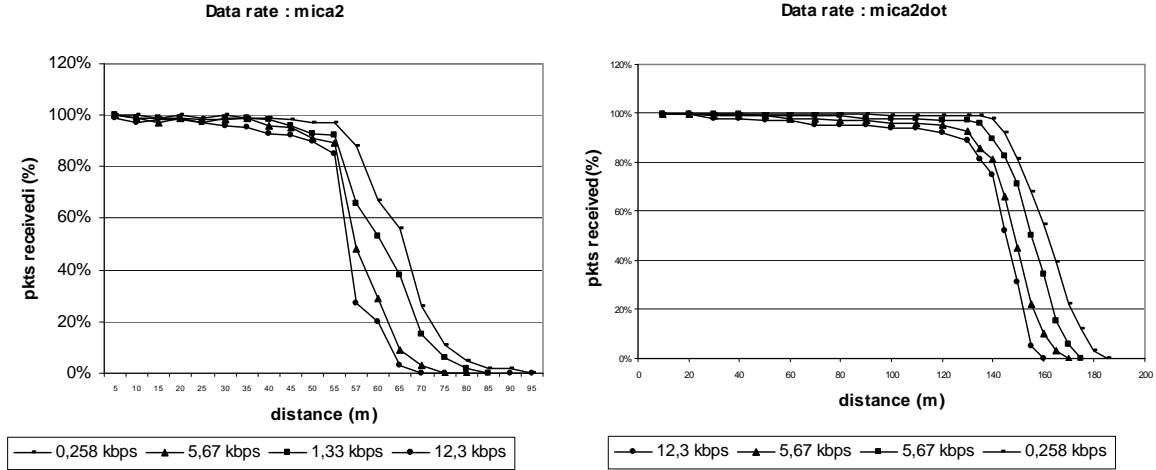 Data rate : mica2
120%
100%
80%
60%
40%
20%
0%
pkts receivedi (%)
5 10 15 20 25 30 35 40 45 50 55 57 60 65 70 75 80 85 90 95
distance (m)
0,258 kbps 5,67 kbps 1,33 kbps 12,3 kbps
Data rate : mica2dot
120%
100%
80%
60%
40%
20%
0%
pkts received(%)
0 20 40 60 80 100 120 140 160 180 200
distance (m)
12,3 kbps 5,67 kbps 5,67 kbps 0,258 kbps